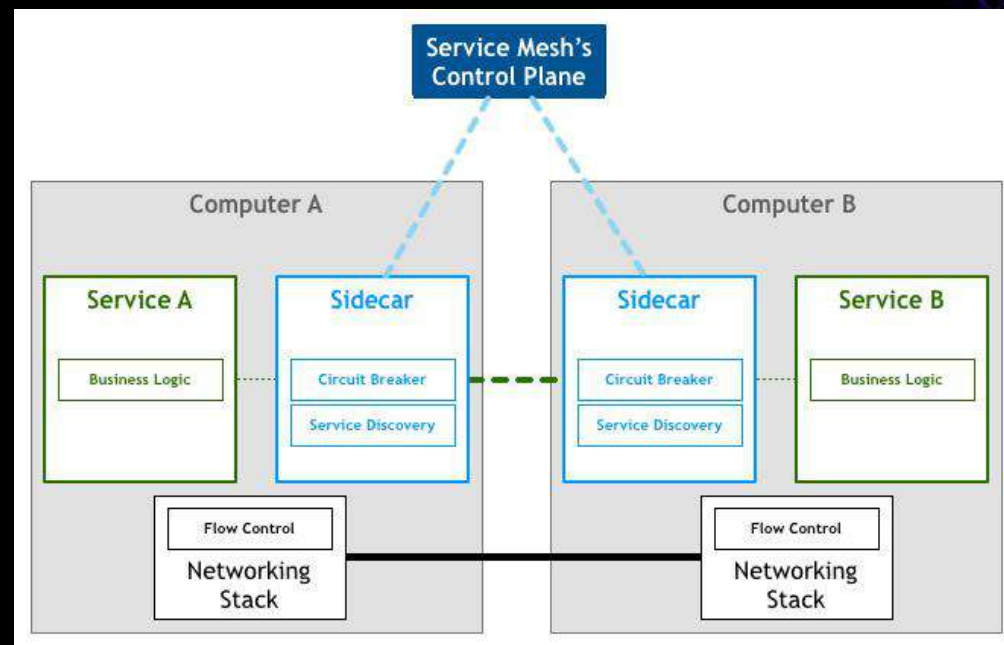 Service Mesh's
Control Plane
Computer A
Computer B
Service A
Sidecar
Sidecar
Service B
Business Logic
Circuit Breaker
Circuit Breaker
Business Logic
Service Discovery
Service Discovery
Flow Control
Flow Control
Networking
Stack
Networking
Stack